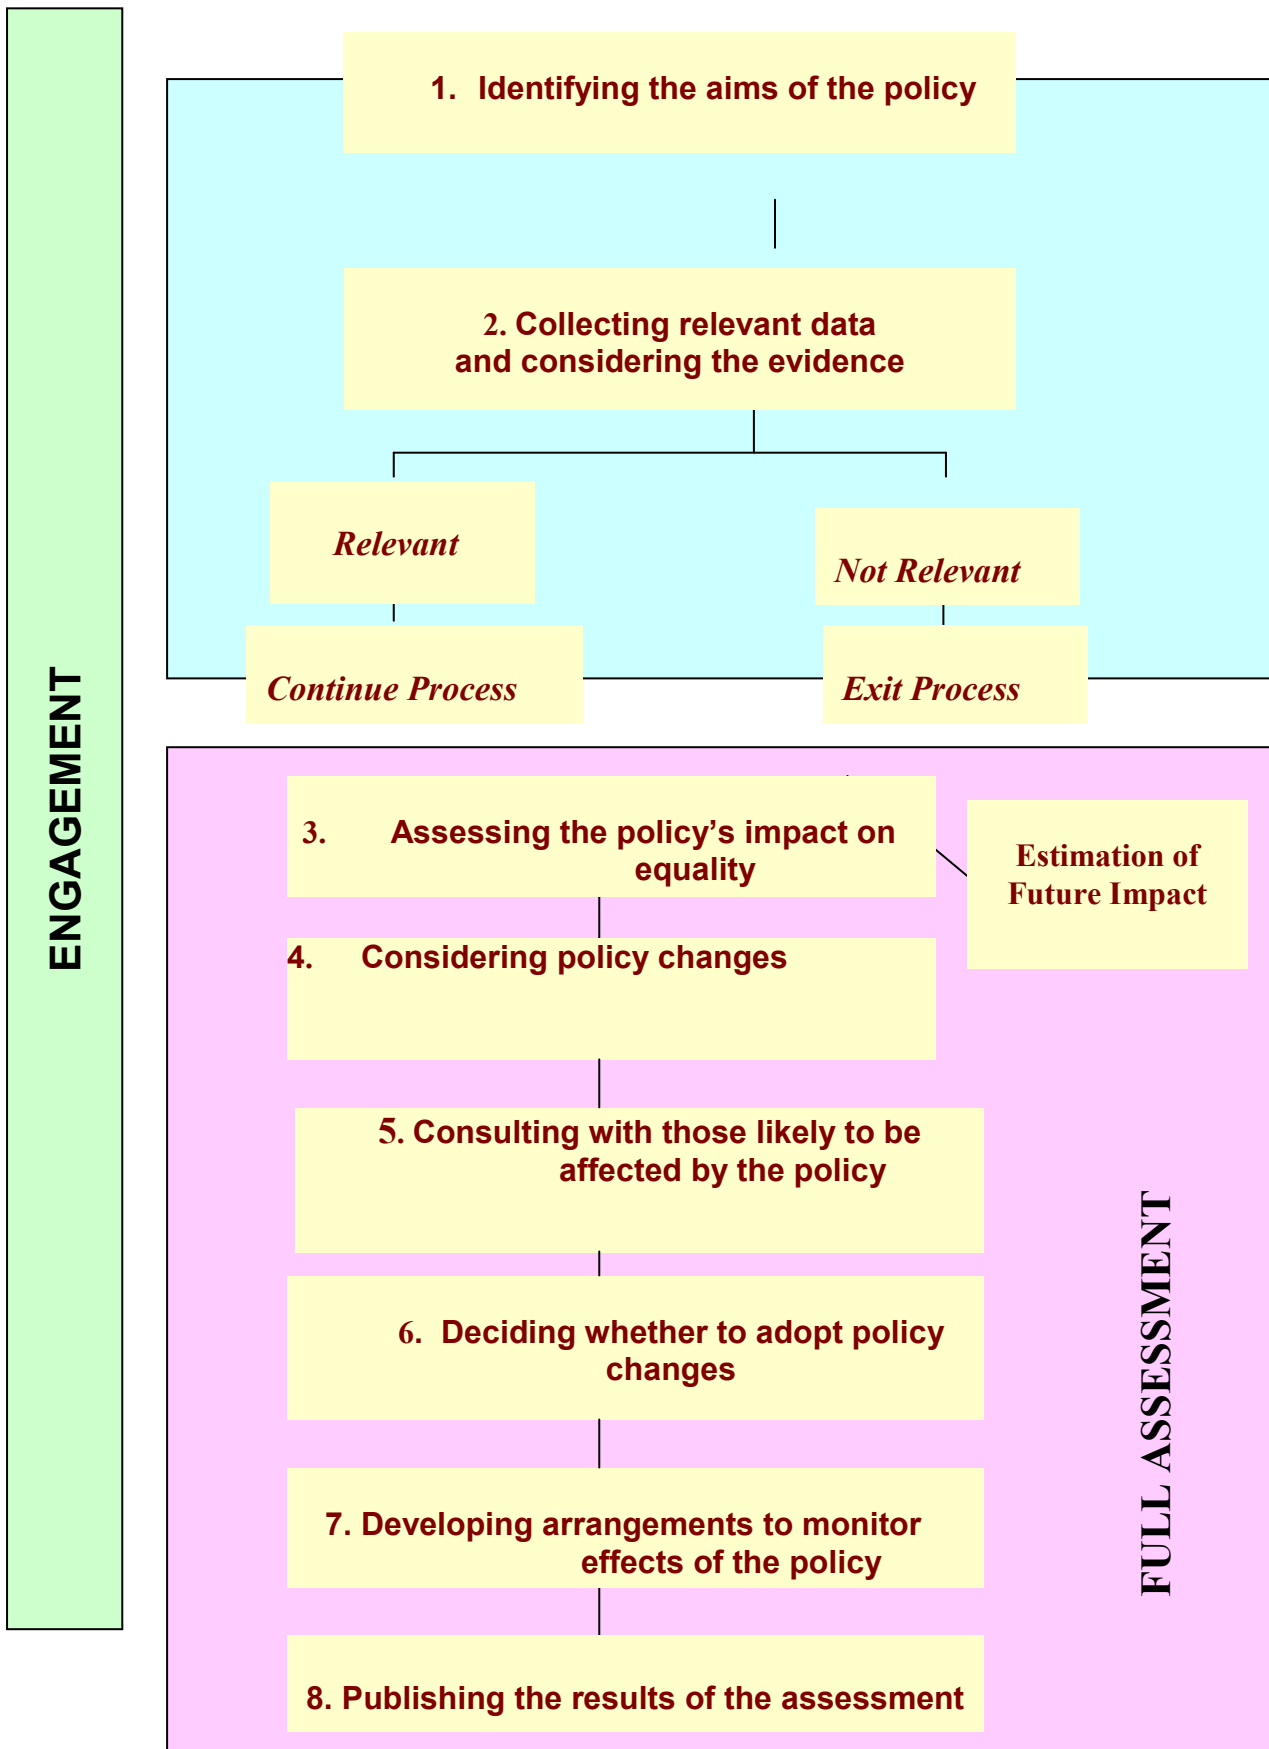 ENGAGEMENT
1. Identifying the aims of the policy
2. Collecting relevant data
and considering the evidence
Relevant
Not Relevant
Continue Process
Exit Process
3. Assessing the policy’s impact on
equality
Estimation of
Future Impact
4. Considering policy changes
5. Consulting with those likely to be
affected by the policy
6. Deciding whether to adopt policy
changes
7. Developing arrangements to monitor
effects of the policy
8. Publishing the results of the assessment
FULL ASSESSMENT